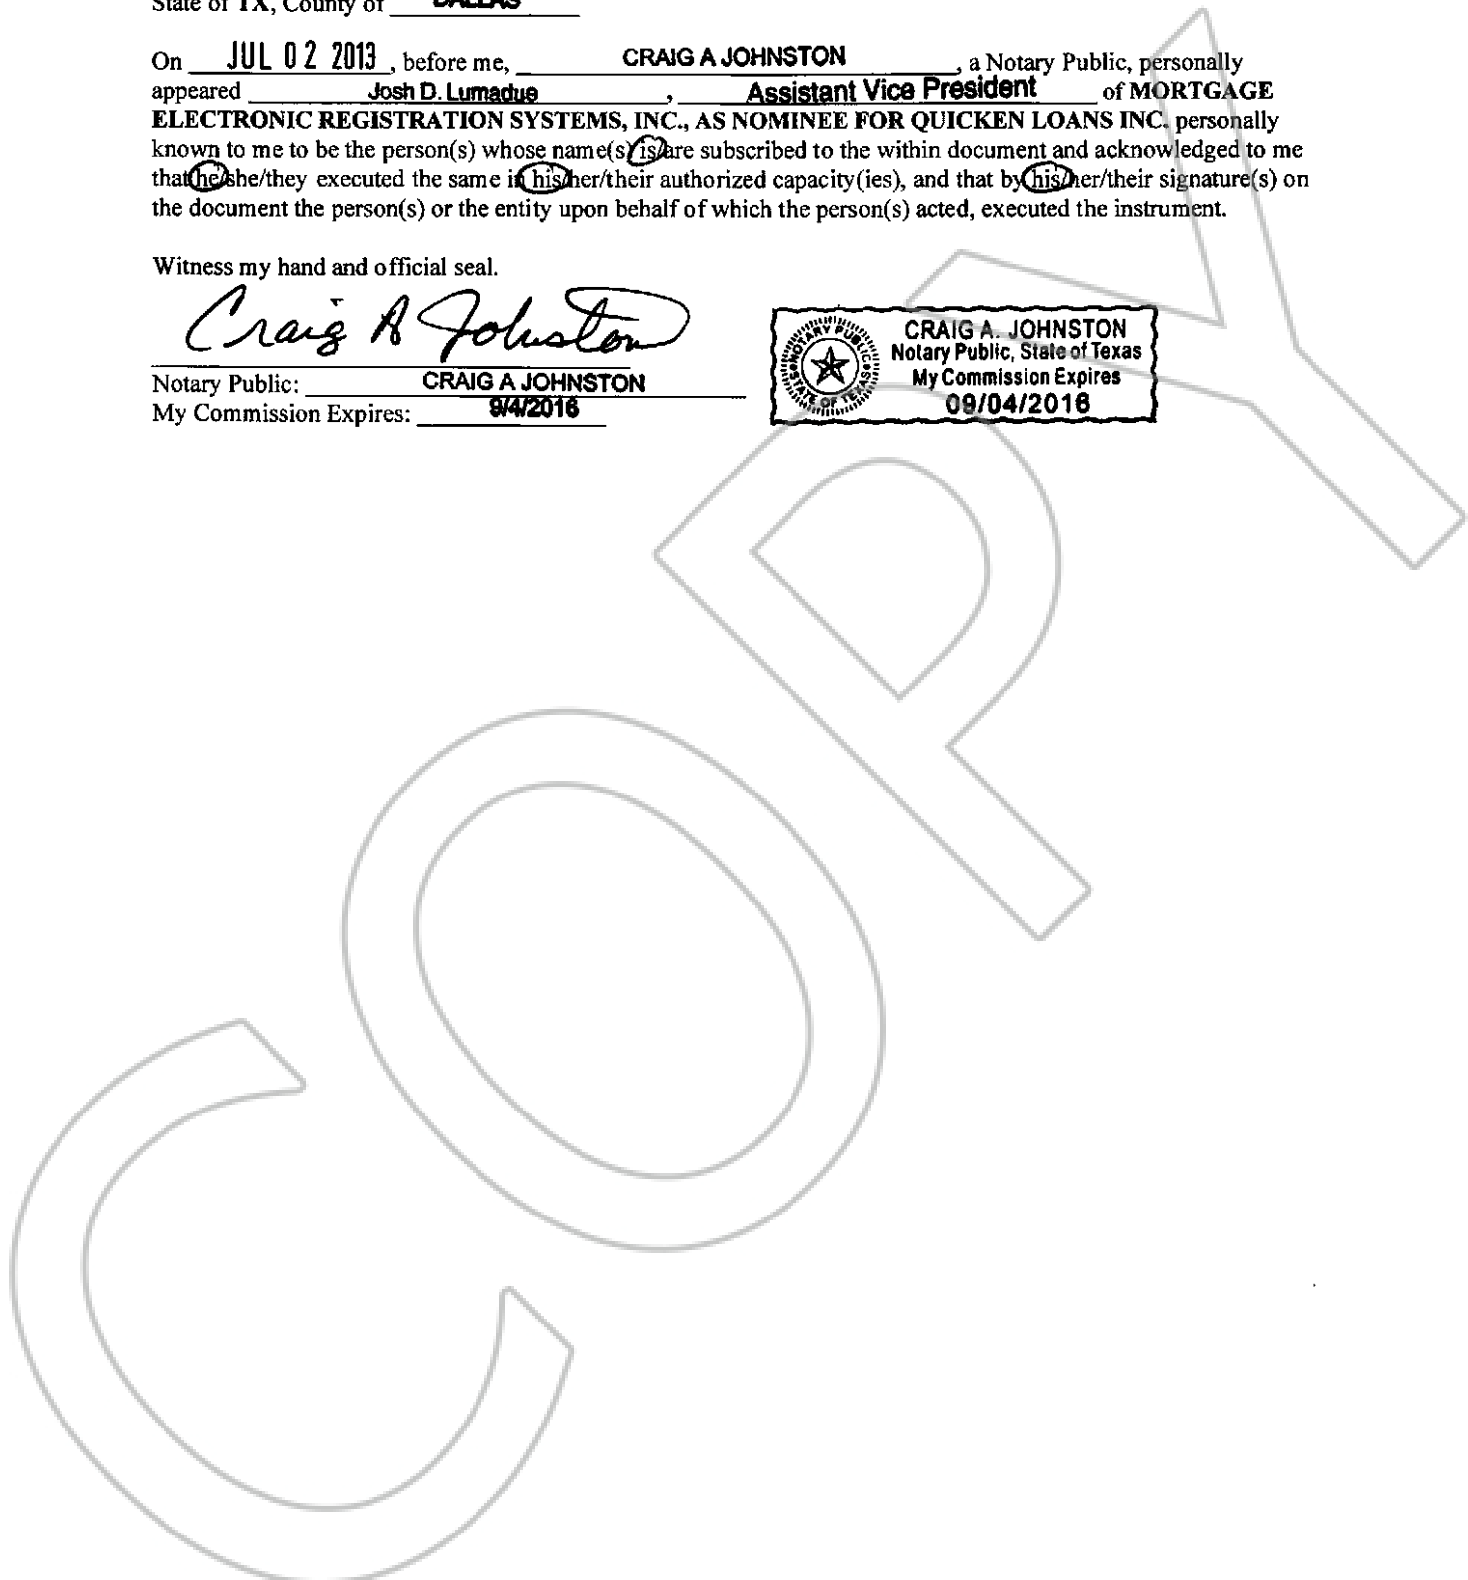 State of TX, County of DALLAS
On JUL 02 2013, before me, CRAIG A JOHNSTON, a Notary Public, personally
appeared Josh D. Lumadue, Assistant Vice President of MORTGAGE
ELECTRONIC REGISTRATION SYSTEMS, INC., AS NOMINEE FOR QUICKEN LOANS INC. personally
known to me to be the person(s) whose name(s) is/are subscribed to the within document and acknowledged to me
that he/she/they executed the same in his/her/their authorized capacity(ies), and that by his/her/their signature(s) on
the document the person(s) or the entity upon behalf of which the person(s) acted, executed the instrument.
Witness my hand and official seal.
Craig A Johnston
Notary Public: CRAIG A JOHNSTON
My Commission Expires: 9/4/2016
NOTARY PUBLIC
STATE OF TEXAS
CRAIG A. JOHNSTON
Notary Public, State of Texas
My Commission Expires
09/04/2016
COPY